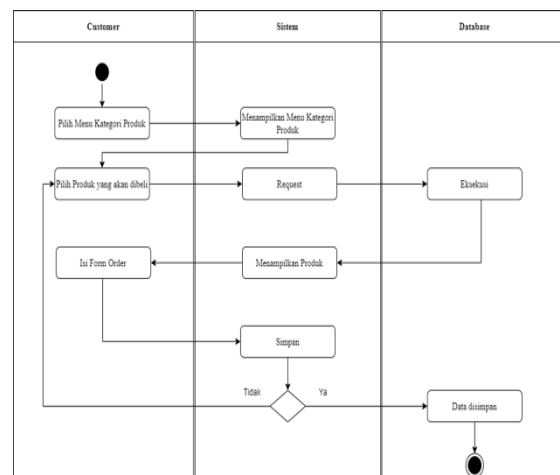 Customer
Sistem
Database
Pilih Menu Kategori Produk
Menampilkan Menu Kategori
Produk
Pilih Produk yang akan dibeli
Request
Eksekusi
Isi Form Order
Menampilkan Produk
Simpan
Tidak
Ya
Data disimpan